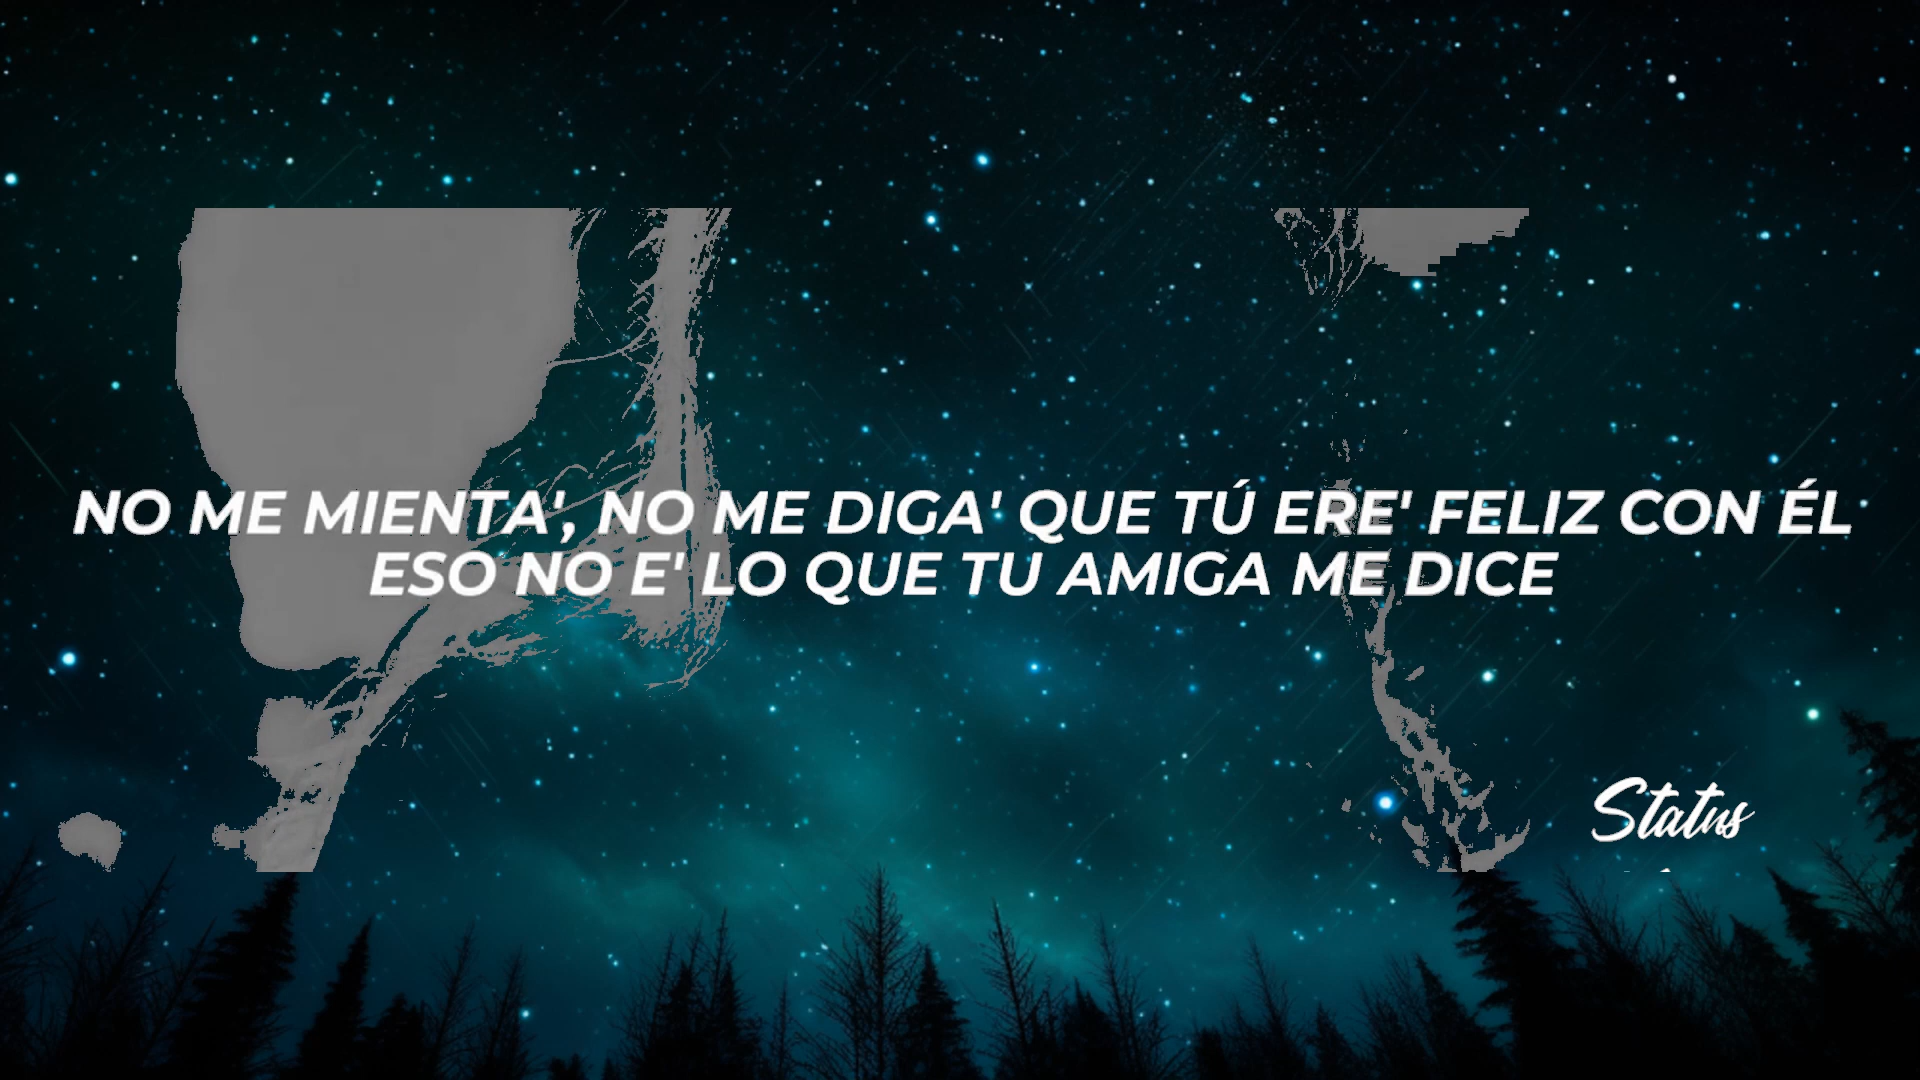 NO ME MIENTA', NO ME DIGA' QUE TÚ ERE' FELIZ CON ÉL
ESO NO E' LO QUE TU AMIGA ME DICE
Status